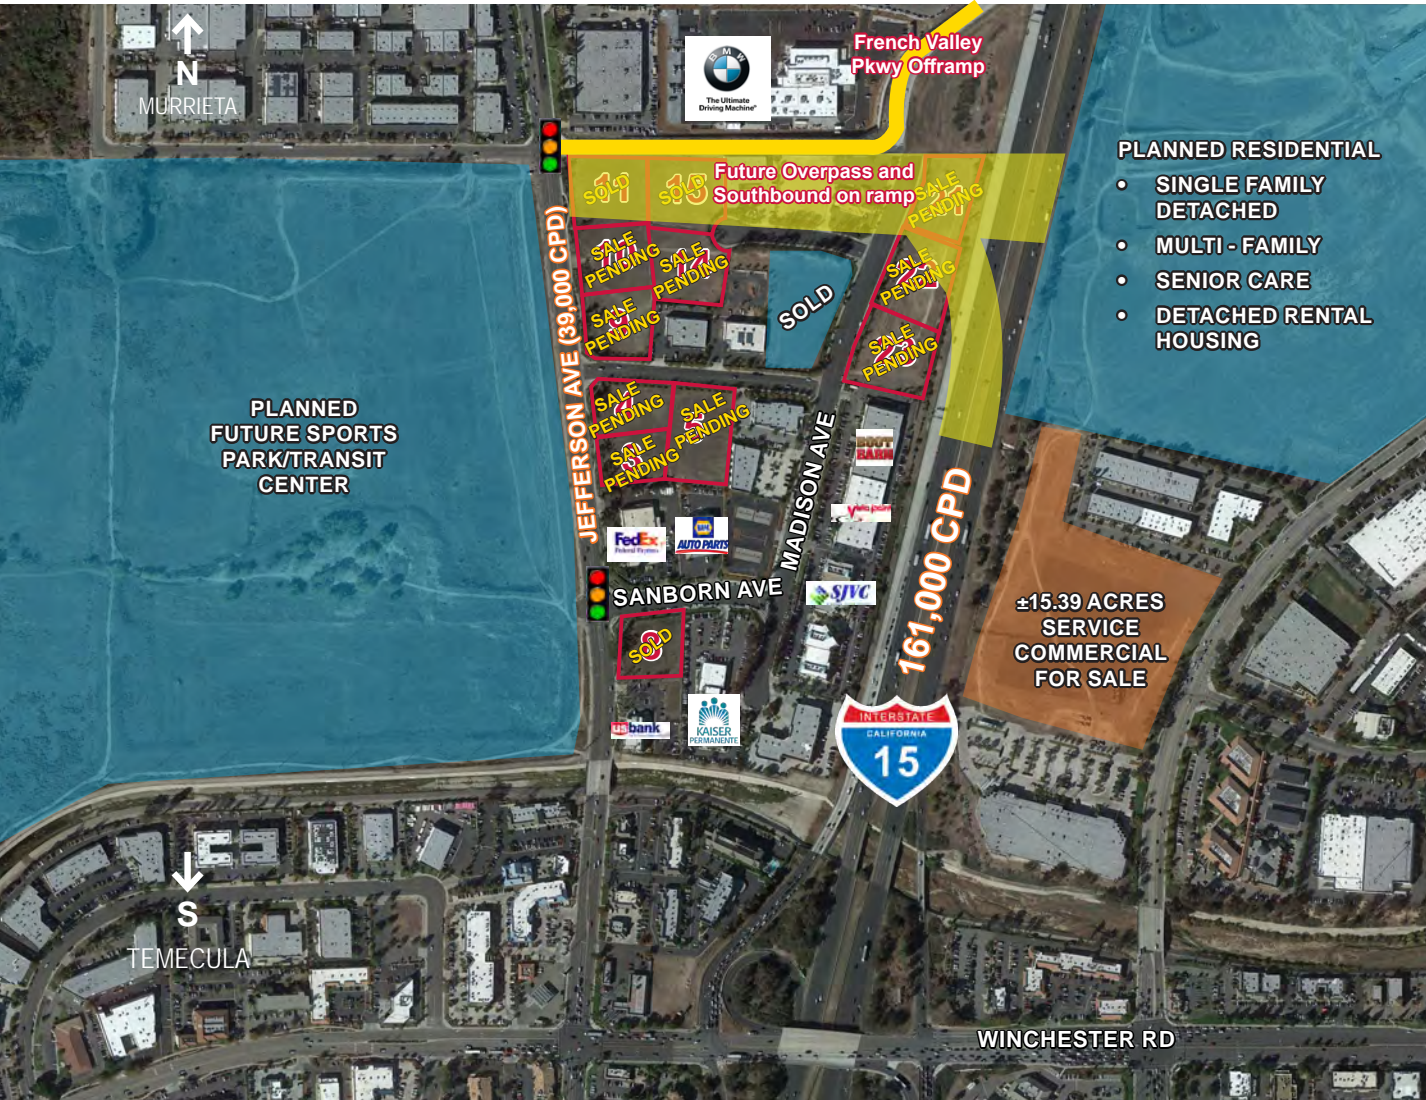 N
MURRIETA
BMW
The Ultimate
Driving Machine®
French Valley
Pkwy Offramp
PLANNED RESIDENTIAL
• SINGLE FAMILY
DETACHED
• MULTI - FAMILY
• SENIOR CARE
• DETACHED RENTAL
HOUSING
Future Overpass and
Southbound on ramp
11
SOLD
SOLD
SALE
PENDING
SALE
PENDING
SALE
PENDING
SALE
PENDING
SALE
PENDING
SALE
PENDING
SOLD
JEFFERSON AVE (39,000 CPD)
PLANNED
FUTURE SPORTS
PARK/TRANSIT
CENTER
SALE
PENDING
SALE
PENDING
SALE
PENDING
MADISON AVE
BOOT
BARN
161,000 CPD
FedEx
Federal Express
NAPA
AUTO PARTS
SJVC
SANBORN AVE
SOLD
±15.39 ACRES
SERVICE
COMMERCIAL
FOR SALE
usbank
KAISER
PERMANENTE
INTERSTATE
CALIFORNIA
15
S
TEMECULA
WINCHESTER RD